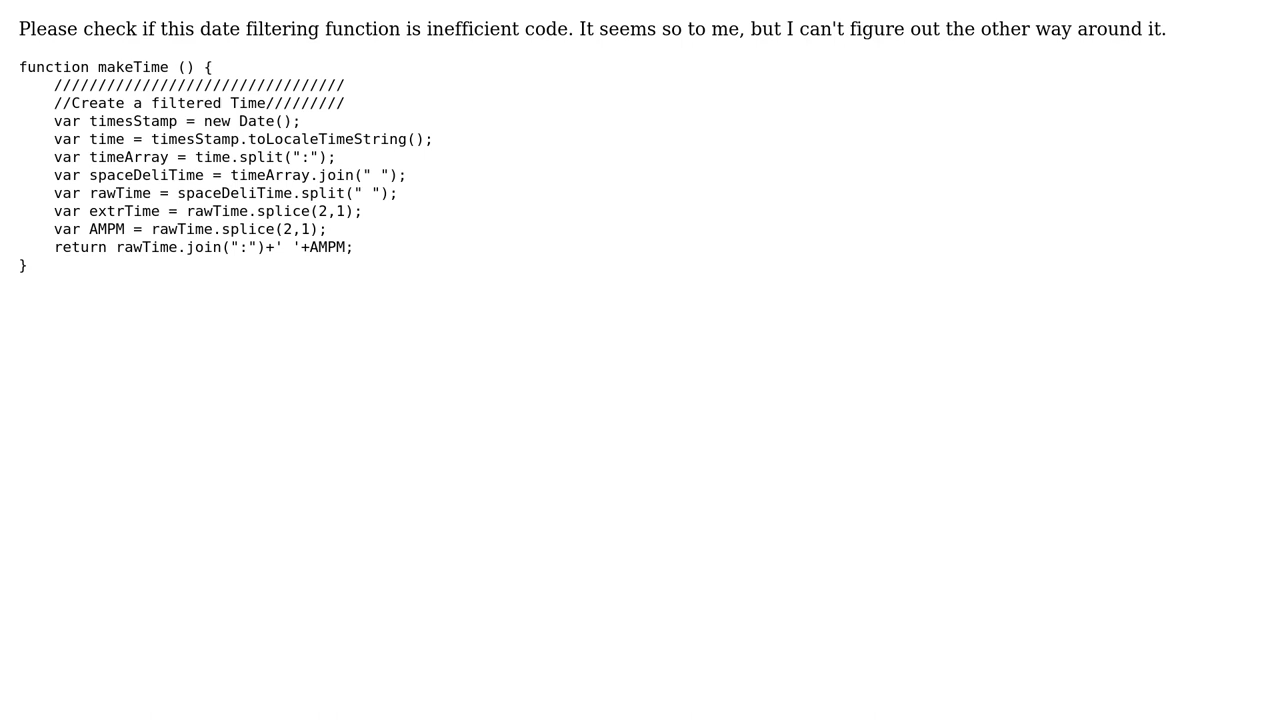 Please check if this date filtering function is inefficient code. It seems so to me, but I can't figure out the other way around it.
function makeTime () {
    /////////////////////////////////
    //Create a filtered Time/////////
    var timesStamp = new Date();
    var time = timesStamp.toLocaleTimeString();
    var timeArray = time.split(":");
    var spaceDeliTime = timeArray.join(" ");
    var rawTime = spaceDeliTime.split(" ");
    var extrTime = rawTime.splice(2,1);
    var AMPM = rawTime.splice(2,1);
    return rawTime.join(":")+' '+AMPM;
}